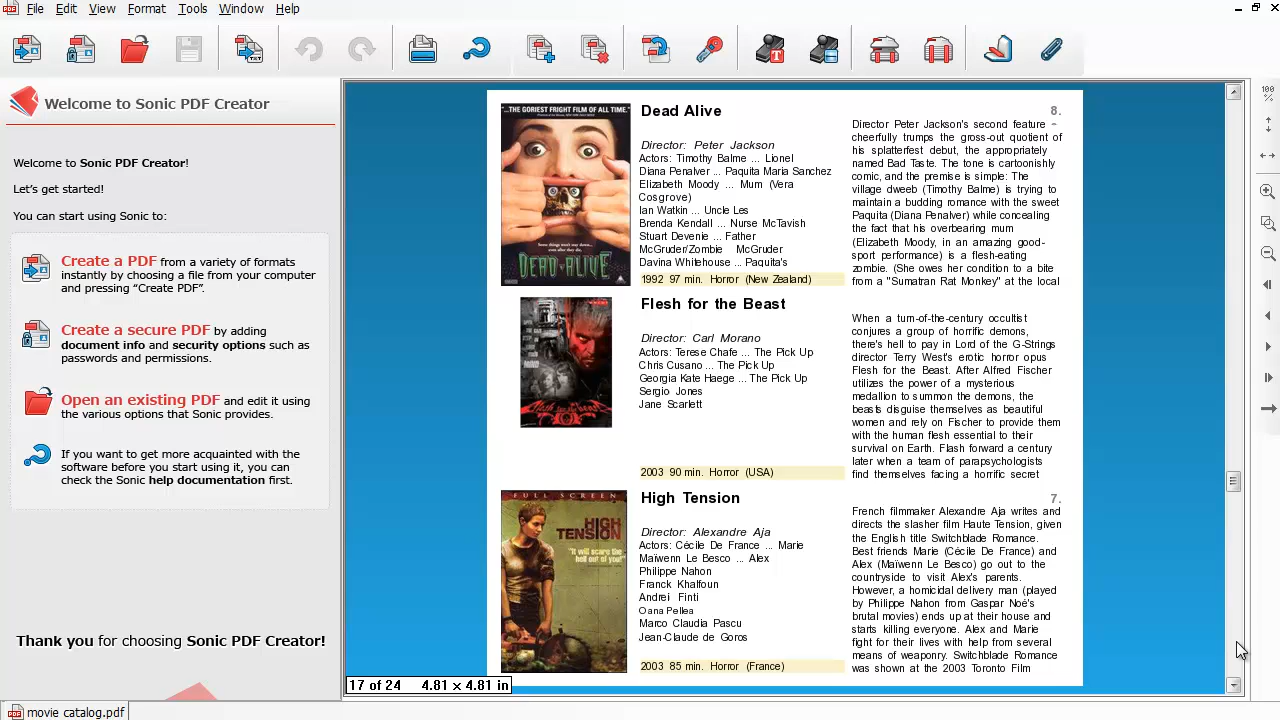 File Edit View Format Tools Window Help
Welcome to Sonic PDF Creator
Welcome to Sonic PDF Creator!
Let's get started!
You can start using Sonic to:
Create a PDF from a variety of formats
instantly by choosing a file from your computer
and pressing "Create PDF".
Create a secure PDF by adding
document info and security options such as
passwords and permissions.
Open an existing PDF and edit it using
the various options that Sonic provides.
If you want to get more acquainted with the
software before you start using it, you can
check the Sonic help documentation first.
Thank you for choosing Sonic PDF Creator!
"...THE GORIEST FRIGHT FILM OF ALL TIME."
Some things won't stay down...
even after they die.
DEAD ALIVE
Dead Alive
8.
Director: Peter Jackson
Actors: Timothy Balme ... Lionel
Diana Penalver ... Paquita Maria Sanchez
Elizabeth Moody ... Mum (Vera
Cosgrove)
Ian Watkin ... Uncle Les
Brenda Kendall ... Nurse McTavish
Stuart Devenie ... Father
McGruder/Zombie McGruder
Davina Whitehouse ... Paquita's
1992 97 min. Horror (New Zealand)
Director Peter Jackson's second feature
cheerfully trumps the gross-out quotient of
his splatterfest debut, the appropriately
named Bad Taste. The tone is cartoonishly
comic, and the premise is simple: The
village dweeb (Timothy Balme) is trying to
maintain a budding romance with the sweet
Paquita (Diana Penalver) while concealing
the fact that his overbearing mum
(Elizabeth Moody, in an amazing, good-
sport performance) is a flesh-eating
zombie. (She owes her condition to a bite
from a "Sumatran Rat Monkey" at the local
Flesh for the Beast
Director: Carl Morano
Actors: Terese Chafe ... The Pick Up
Chris Cusano ... The Pick Up
Georgia Kate Haege ... The Pick Up
Sergio Jones
Jane Scarlett
2003 90 min. Horror (USA)
When a turn-of-the-century occultist
conjures a group of horrific demons,
there's hell to pay in Lord of the G-Strings
director Terry West's erotic horror opus
Flesh for the Beast. After Alfred Fischer
utilizes the power of a mysterious
medallion to summon the demons, the
beasts disguise themselves as beautiful
women and rely on Fischer to provide them
with the human flesh essential to their
survival on Earth. Flash forward a century
later when a team of parapsychologists
find themselves facing a horrific secret
FULL SCREEN
HIGH
TENSION
"It will scare the
hell out of you!"
High Tension
7.
Director: Alexandre Aja
Actors: Cécile De France ... Marie
Maïwenn Le Besco ... Alex
Philippe Nahon
Franck Khalfoun
Andrei Finti
Oana Pellea
Marco Claudia Pascu
Jean-Claude de Goros
2003 85 min. Horror (France)
French filmmaker Alexandre Aja writes and
directs the slasher film Haute Tension, given
the English title Switchblade Romance.
Best friends Marie (Cécile De France) and
Alex (Maïwenn Le Besco) go out to the
countryside to visit Alex's parents.
However, a homicidal delivery man (played
by Philippe Nahon from Gaspar Noé's
brutal movies) ends up at their house and
starts killing everyone. Alex and Marie
fight for their lives with help from several
means of weaponry. Switchblade Romance
was shown at the 2003 Toronto Film
17 of 24 4.81 x 4.81 in
movie catalog.pdf